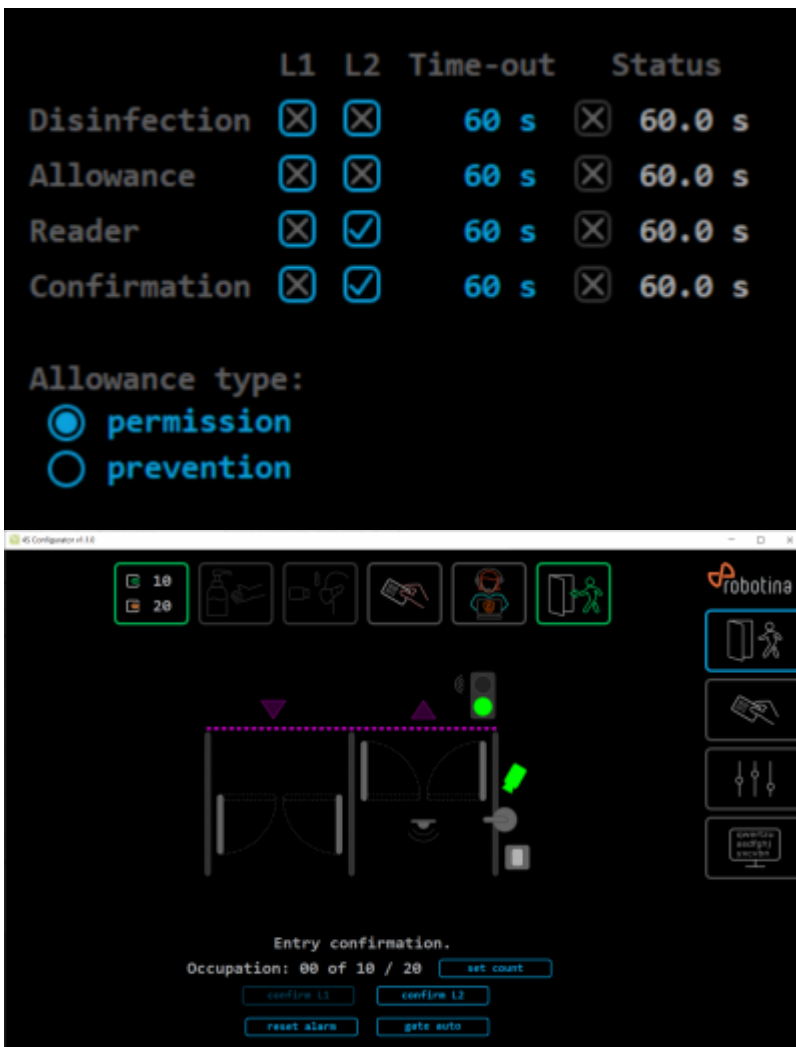 L1 L2 Time-out Status
Disinfection 60 s 60.0 s
Allowance 60 s 60.0 s
Reader 60 s 60.0 s
Confirmation 60 s 60.0 s
Allowance type:
permission
prevention
4S Configurator v1.1.0
10
20
robotina
Entry confirmation.
Occupation: 00 of 10 / 20 set count
confirm L1 confirm L2
reset alarm gate auto